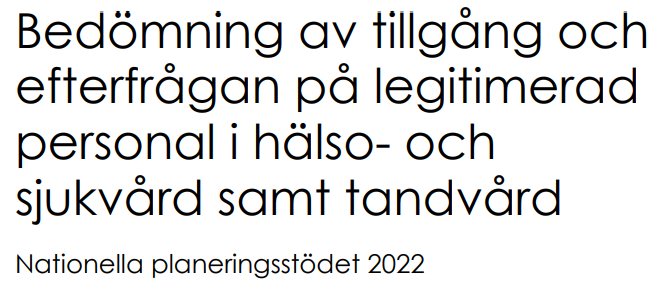 Bedömning av tillgång och
efterfrågan på legitimerad
personal i hälso- och
sjukvård samt tandvård
Nationella planeringsstödet 2022